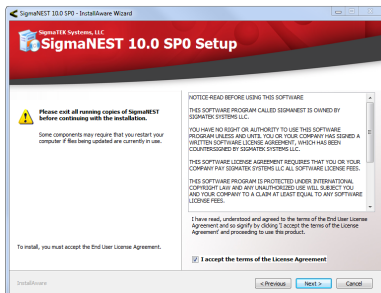 SigmaNEST 10.0 SP0 - InstallAware Wizard
SigmaTEK Systems, LLC
SigmaNEST 10.0 SP0 Setup
Please exit all running copies of SigmaNEST
before continuing with the installation.
Some components may require that you restart your
computer if files being updated are currently in use.
To install, you must accept the End User License Agreement.
NOTICE-READ BEFORE USING THIS SOFTWARE
THIS SOFTWARE PROGRAM CALLED SIGMANEST IS OWNED BY
SIGMATEK SYSTEMS LLC.
YOU HAVE NO RIGHT OR AUTHORITY TO USE THIS SOFTWARE
PROGRAM UNLESS AND UNTIL YOU OR YOUR COMPANY HAS SIGNED A
WRITTEN SOFTWARE LICENSE AGREEMENT, WHICH HAS BEEN
COUNTERSIGNED BY SIGMATEK SYSTEMS LLC.
THIS SOFTWARE LICENSE AGREEMENT REQUIRES THAT YOU OR YOUR
COMPANY PAY SIGMATEK SYSTEMS LLC ALL SOFTWARE LICENSE FEES.
THIS SOFTWARE PROGRAM IS PROTECTED UNDER INTERNATIONAL
COPYRIGHT LAW AND ANY UNAUTHORIZED USE WILL SUBJECT YOU
AND YOUR COMPANY TO A CLAIM AT LEAST EQUAL TO ANY SOFTWARE
LICENSE FEES.
I have read, understood and agreed to the terms of the End User License
Agreement and so signify by clicking 'I accept the terms of the License
Agreement' and proceeding to use this product.
I accept the terms of the License Agreement
InstallAware
< Previous
Next >
Cancel